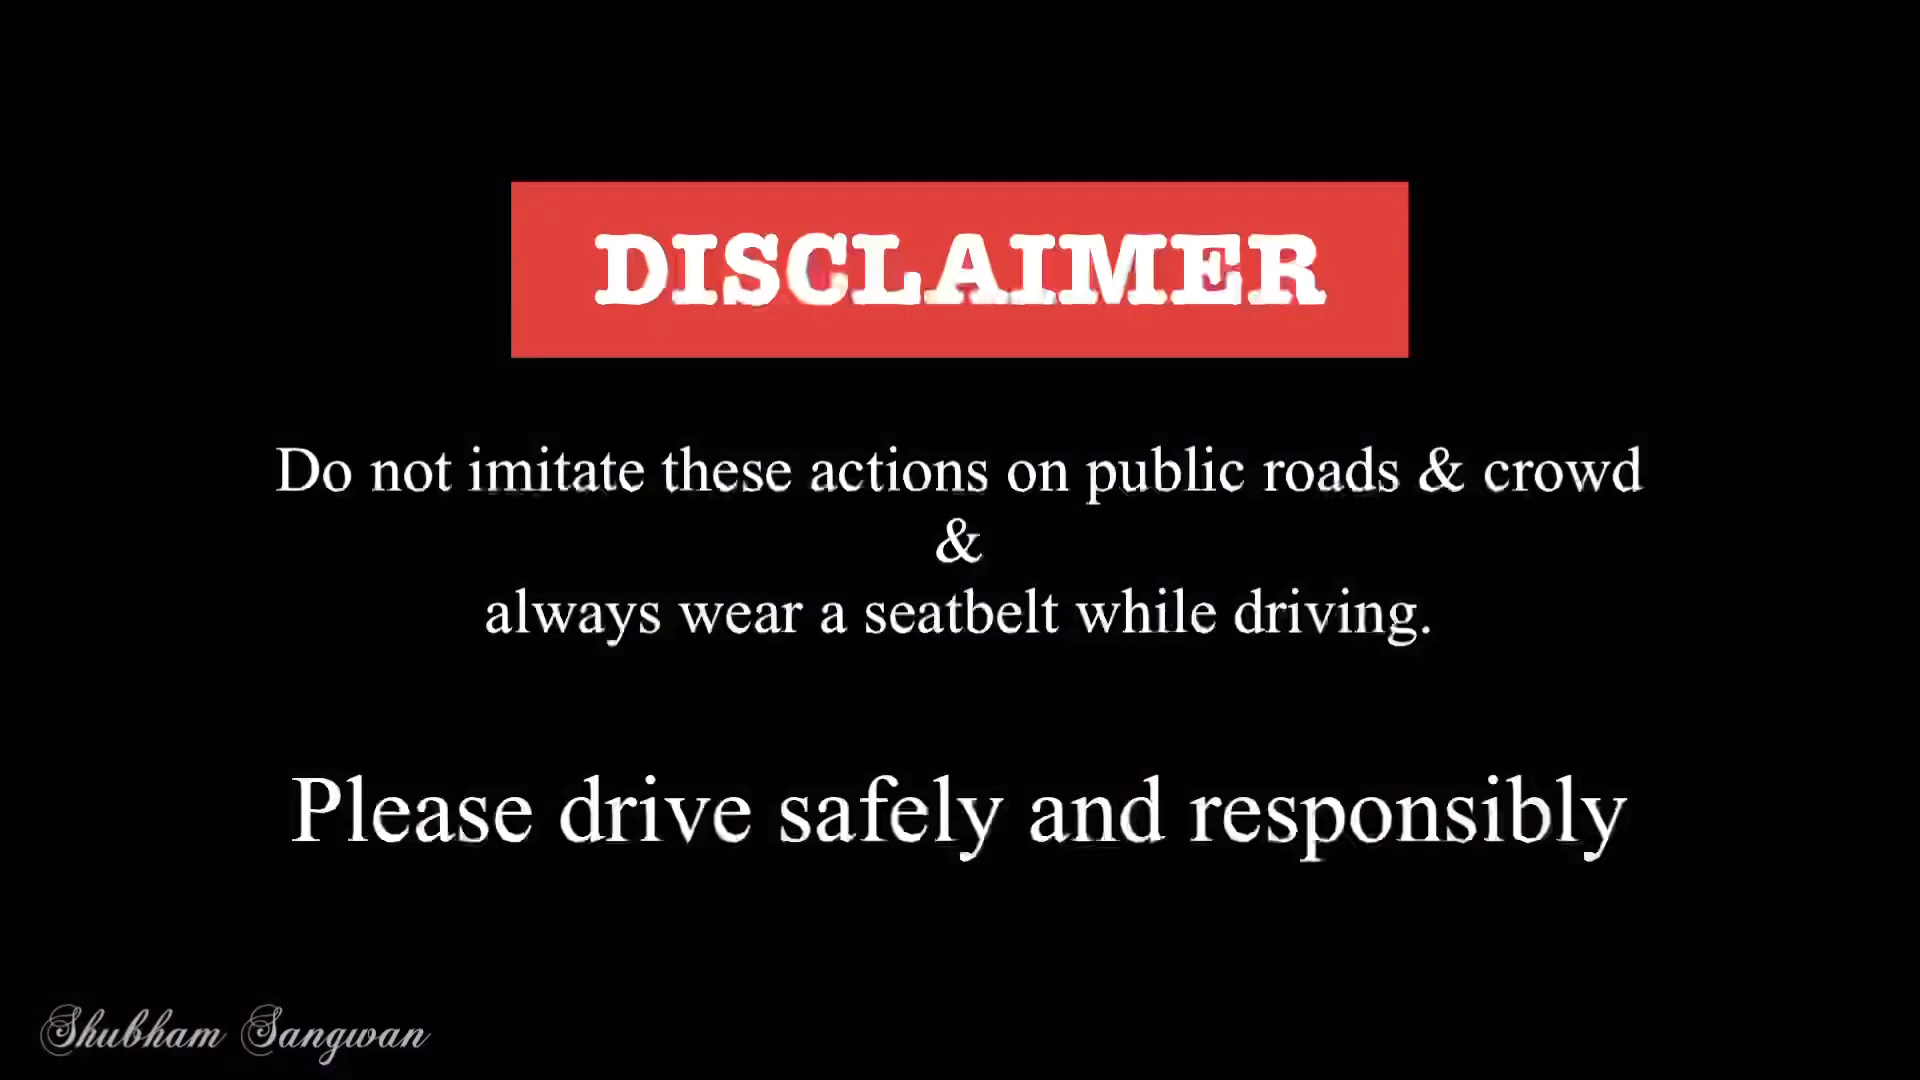 DISCLAIMER
Do not imitate these actions on public roads & crowd
&
always wear a seatbelt while driving.
Please drive safely and responsibly
Shubham Sangwan